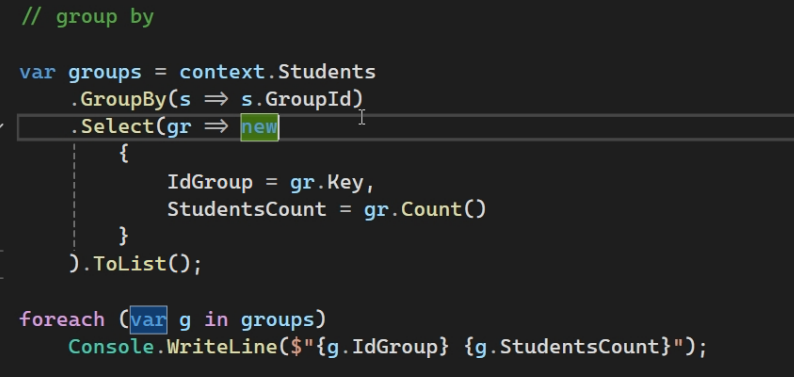 // group by
var groups = context.Students
.GroupBy(s => s.GroupId)
.Select(gr => new
{
IdGroup = gr.Key,
StudentsCount = gr.Count()
}
).ToList();
foreach (var g in groups)
Console.WriteLine($"{g.IdGroup} {g.StudentsCount}");